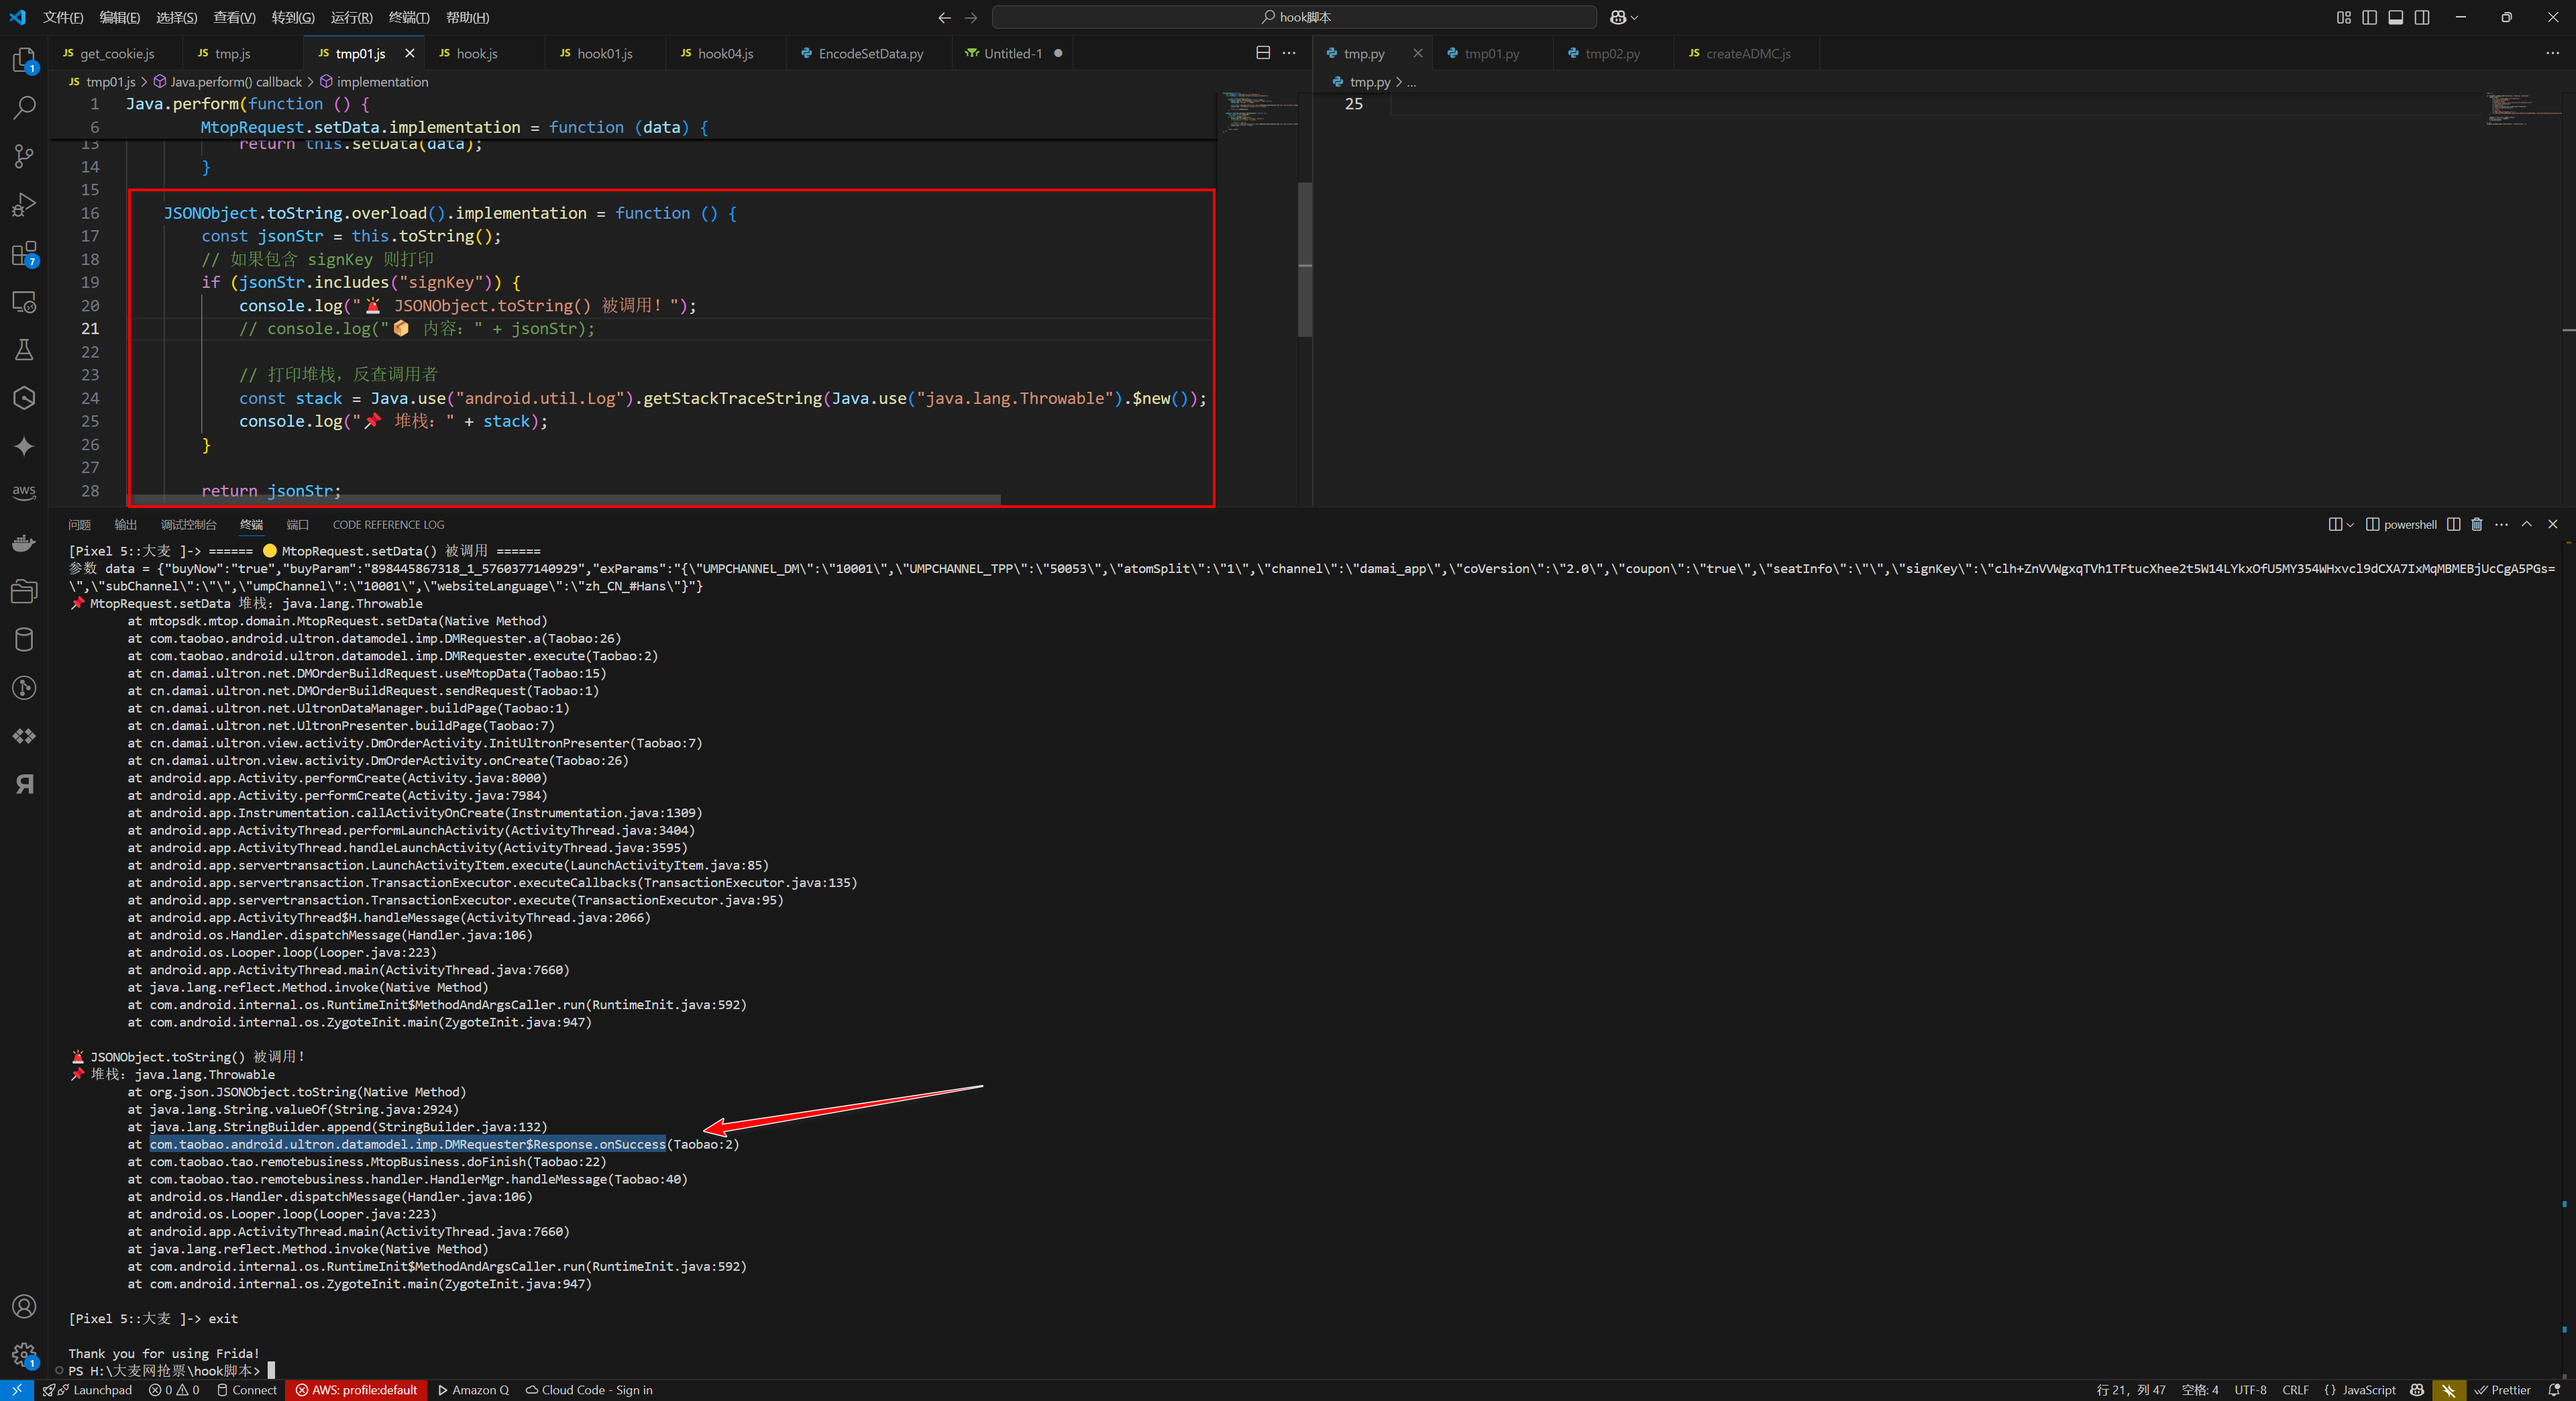 文件(F) 编辑(E) 选择(S) 查看(V) 转到(G) 运行(R) 终端(T) 帮助(H)
hook脚本
JS get_cookie.js JS tmp.js JS tmp01.js JS hook.js JS hook01.js JS hook04.js EncodeSetData.py Untitled-1
tmp.py tmp01.py tmp02.py JS createADMC.js
JS tmp01.js > Java.perform() callback > implementation
tmp.py > ...
1 Java.perform(function () {
6 MtopRequest.setData.implementation = function (data) {
13 return this.setData(data);
14 }
15
16 JSONObject.toString.overload().implementation = function () {
17 const jsonStr = this.toString();
18 // 如果包含 signKey 则打印
19 if (jsonStr.includes("signKey")) {
20 console.log("🚨 JSONObject.toString() 被调用！");
21 // console.log("📦 内容：" + jsonStr);
22
23 // 打印堆栈，反查调用者
24 const stack = Java.use("android.util.Log").getStackTraceString(Java.use("java.lang.Throwable").$new());
25 console.log("📌 堆栈：" + stack);
26 }
27
28 return jsonStr;
25
问题 输出 调试控制台 终端 端口 CODE REFERENCE LOG
powershell
[Pixel 5::大麦 ]-> ====== 🟡 MtopRequest.setData() 被调用 ======
参数 data = {"buyNow":"true","buyParam":"898445867318_1_5760377140929","exParams":"{\"UMPCHANNEL_DM\":\"10001\",\"UMPCHANNEL_TPP\":\"50053\",\"atomSplit\":\"1\",\"channel\":\"damai_app\",\"coVersion\":\"2.0\",\"coupon\":\"true\",\"seatInfo\":\"\",\"signKey\":\"clh+ZnVVWgxqTVh1TFtucXhee2t5W14LYkxOfU5MY354WHxvcl9dCXA7IxMqMBMEBjUcCgA5PGs=
\",\"subChannel\":\"\",\"umpChannel\":\"10001\",\"websiteLanguage\":\"zh_CN_#Hans\"}"}
📌 MtopRequest.setData 堆栈：java.lang.Throwable
at mtopsdk.mtop.domain.MtopRequest.setData(Native Method)
at com.taobao.android.ultron.datamodel.imp.DMRequester.a(Taobao:26)
at com.taobao.android.ultron.datamodel.imp.DMRequester.execute(Taobao:2)
at cn.damai.ultron.net.DMOrderBuildRequest.useMtopData(Taobao:15)
at cn.damai.ultron.net.DMOrderBuildRequest.sendRequest(Taobao:1)
at cn.damai.ultron.net.UltronDataManager.buildPage(Taobao:1)
at cn.damai.ultron.net.UltronPresenter.buildPage(Taobao:7)
at cn.damai.ultron.view.activity.DmOrderActivity.InitUltronPresenter(Taobao:7)
at cn.damai.ultron.view.activity.DmOrderActivity.onCreate(Taobao:26)
at android.app.Activity.performCreate(Activity.java:8000)
at android.app.Activity.performCreate(Activity.java:7984)
at android.app.Instrumentation.callActivityOnCreate(Instrumentation.java:1309)
at android.app.ActivityThread.performLaunchActivity(ActivityThread.java:3404)
at android.app.ActivityThread.handleLaunchActivity(ActivityThread.java:3595)
at android.app.servertransaction.LaunchActivityItem.execute(LaunchActivityItem.java:85)
at android.app.servertransaction.TransactionExecutor.executeCallbacks(TransactionExecutor.java:135)
at android.app.servertransaction.TransactionExecutor.execute(TransactionExecutor.java:95)
at android.app.ActivityThread$H.handleMessage(ActivityThread.java:2066)
at android.os.Handler.dispatchMessage(Handler.java:106)
at android.os.Looper.loop(Looper.java:223)
at android.app.ActivityThread.main(ActivityThread.java:7660)
at java.lang.reflect.Method.invoke(Native Method)
at com.android.internal.os.RuntimeInit$MethodAndArgsCaller.run(RuntimeInit.java:592)
at com.android.internal.os.ZygoteInit.main(ZygoteInit.java:947)
🚨 JSONObject.toString() 被调用！
📌 堆栈：java.lang.Throwable
at org.json.JSONObject.toString(Native Method)
at java.lang.String.valueOf(String.java:2924)
at java.lang.StringBuilder.append(StringBuilder.java:132)
at com.taobao.android.ultron.datamodel.imp.DMRequester$Response.onSuccess(Taobao:2)
at com.taobao.tao.remotebusiness.MtopBusiness.doFinish(Taobao:22)
at com.taobao.tao.remotebusiness.handler.HandlerMgr.handleMessage(Taobao:40)
at android.os.Handler.dispatchMessage(Handler.java:106)
at android.os.Looper.loop(Looper.java:223)
at android.app.ActivityThread.main(ActivityThread.java:7660)
at java.lang.reflect.Method.invoke(Native Method)
at com.android.internal.os.RuntimeInit$MethodAndArgsCaller.run(RuntimeInit.java:592)
at com.android.internal.os.ZygoteInit.main(ZygoteInit.java:947)
[Pixel 5::大麦 ]-> exit
Thank you for using Frida!
PS H:\大麦网抢票\hook脚本>
1
7
aws
1
Launchpad 0 0 Connect AWS: profile:default Amazon Q Cloud Code - Sign in
行 21，列 47 空格: 4 UTF-8 CRLF {} JavaScript Prettier